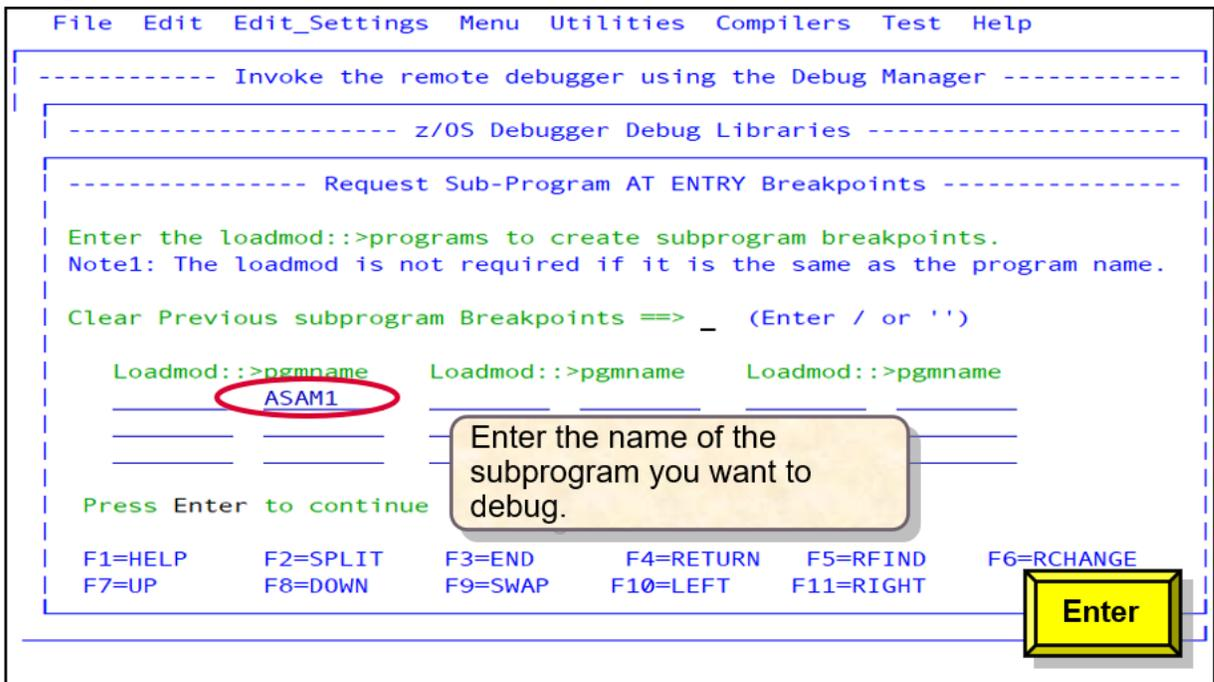 File Edit Edit_Settings Menu Utilities Compilers Test Help
------------ Invoke the remote debugger using the Debug Manager ------------
---------------------- z/OS Debugger Debug Libraries ---------------------
---------------- Request Sub-Program AT ENTRY Breakpoints ----------------
Enter the loadmod::>programs to create subprogram breakpoints.
Note1: The loadmod is not required if it is the same as the program name.
Clear Previous subprogram Breakpoints ==> _ (Enter / or '')
Loadmod::>pgmname Loadmod::>pgmname Loadmod::>pgmname
ASAM1
Enter the name of the
subprogram you want to
debug.
Press Enter to continue
F1=HELP F2=SPLIT F3=END F4=RETURN F5=RFIND F6=RCHANGE
F7=UP F8=DOWN F9=SWAP F10=LEFT F11=RIGHT
Enter